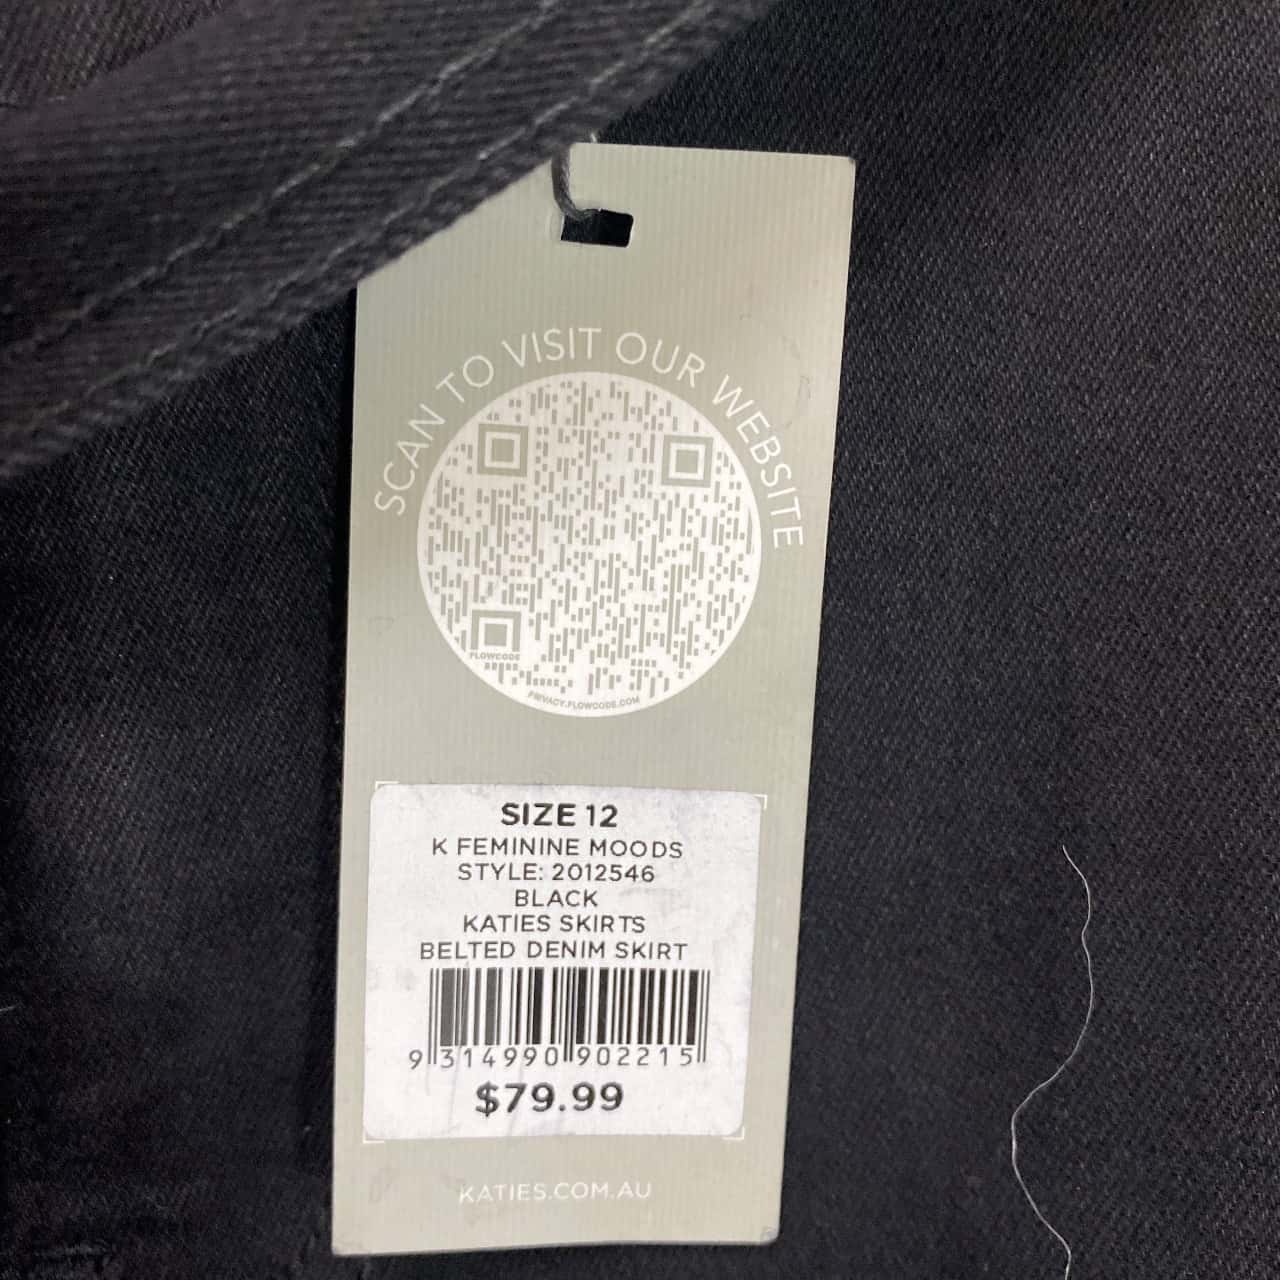 SCAN TO VISIT OUR WEBSITE
FLOWCODE
PRIVACY.FLOWCODE.COM
SIZE 12
K FEMININE MOODS
STYLE: 2012546
BLACK
KATIES SKIRTS
BELTED DENIM SKIRT
9 314990 902215
$79.99
KATIES.COM.AU